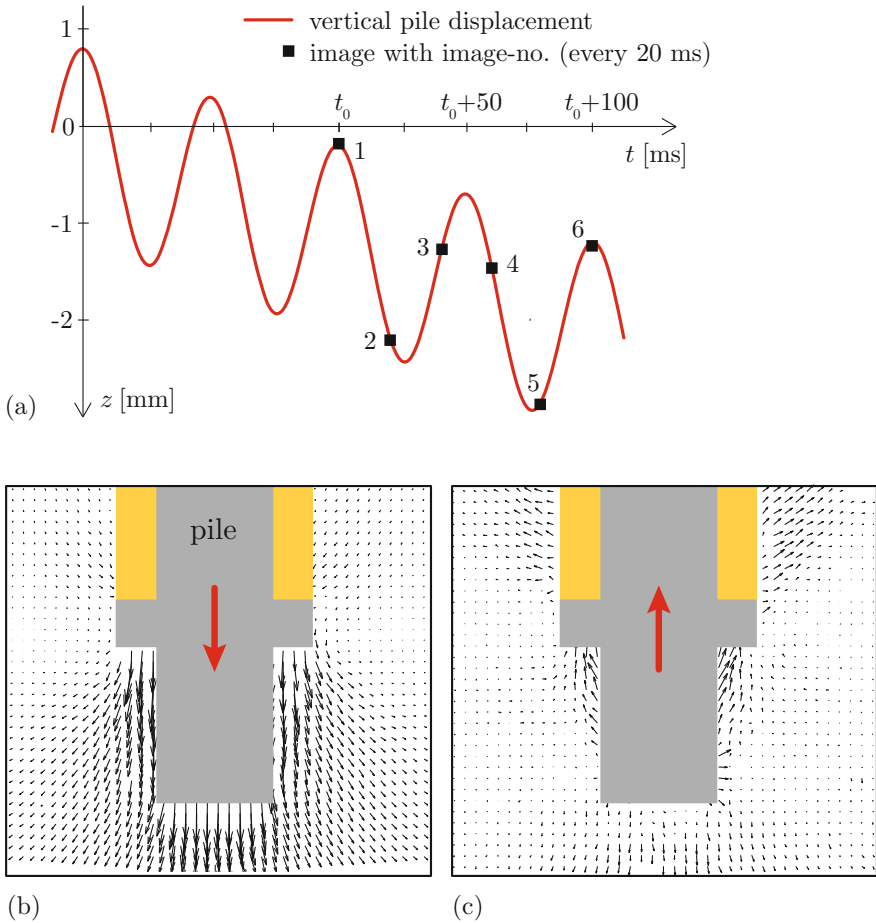 1
0
-1
-2
vertical pile displacement
image with image-no. (every 20 ms)
t₀ t₀+50 t₀+100
t [ms]
1
2
3
4
5
6
z [mm]
(a)
pile
(b)
(c)